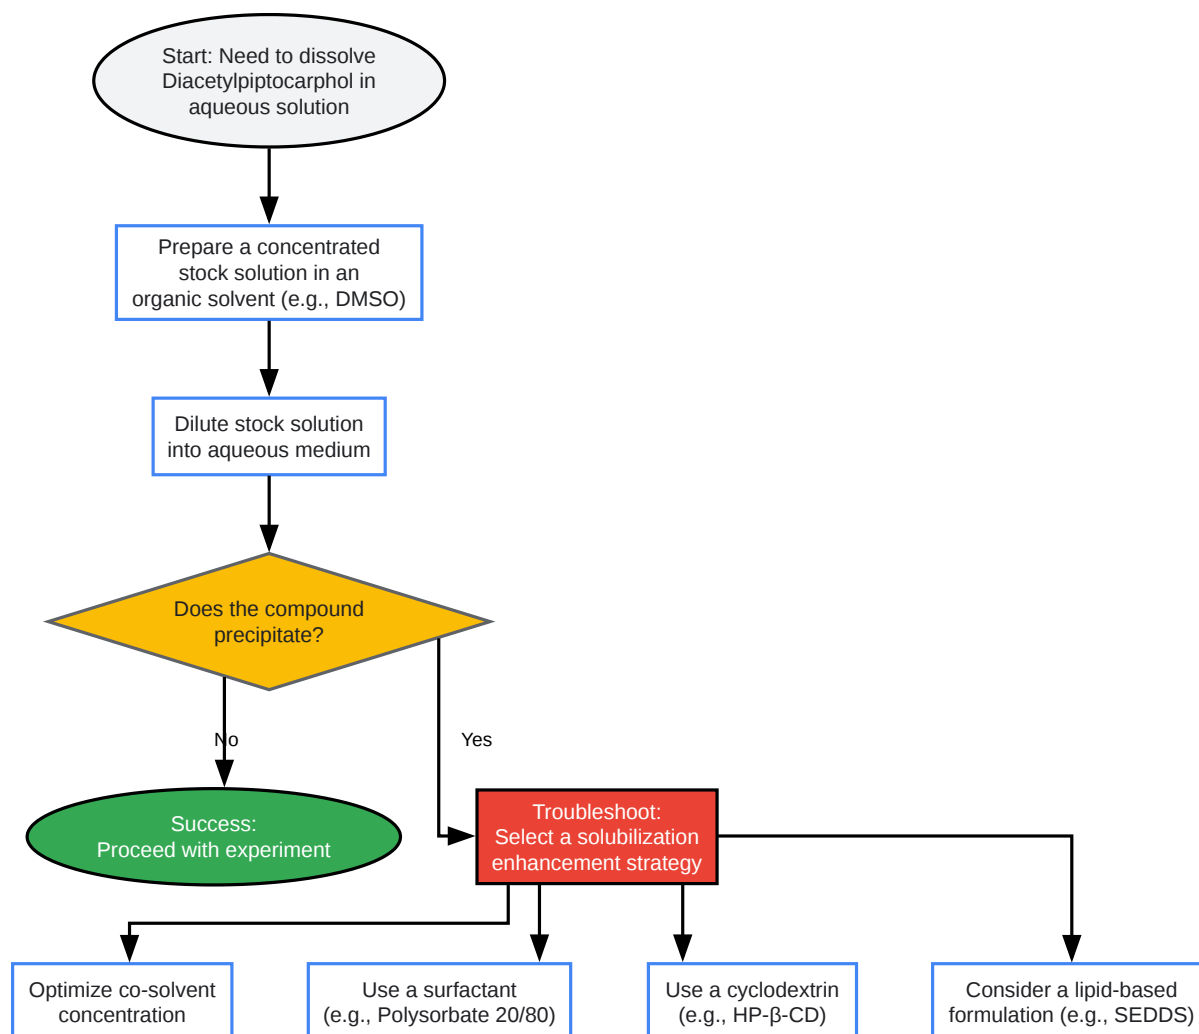 Start: Need to dissolve
Diacetylpiptocarphol in
aqueous solution
Prepare a concentrated
stock solution in an
organic solvent (e.g., DMSO)
Dilute stock solution
into aqueous medium
Does the compound
precipitate?
No
Yes
Success:
Proceed with experiment
Troubleshoot:
Select a solubilization
enhancement strategy
Optimize co-solvent
concentration
Use a surfactant
(e.g., Polysorbate 20/80)
Use a cyclodextrin
(e.g., HP-β-CD)
Consider a lipid-based
formulation (e.g., SEDDS)